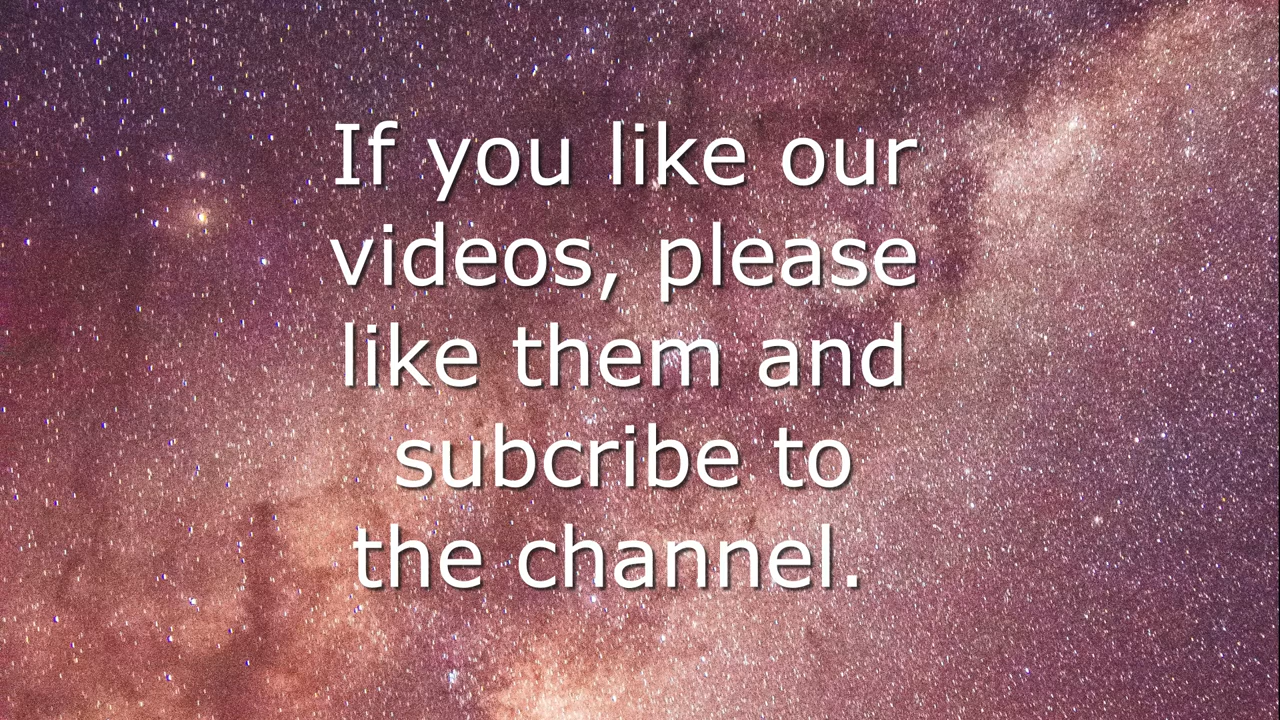 If you like our
videos, please
like them and
subcribe to
the channel.